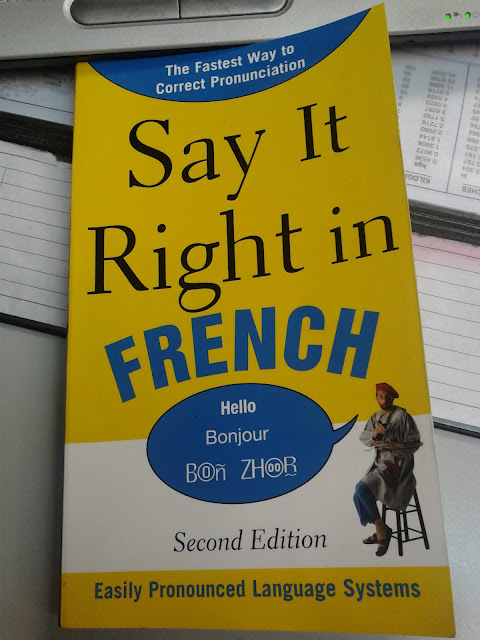 The Fastest Way to
Correct Pronunciation
Say It
Right in
FRENCH
Hello
Bonjour
BOñ ZHOOR
Second Edition
Easily Pronounced Language Systems